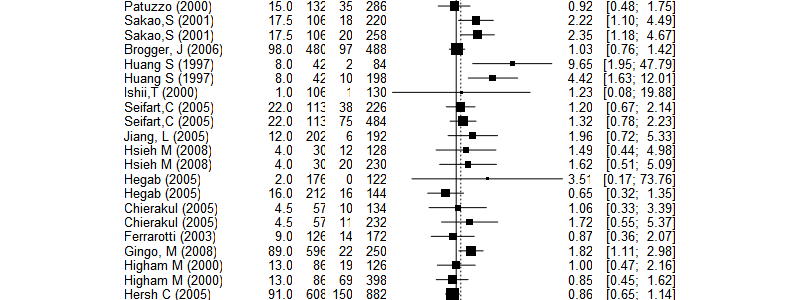 Patuzzo (2000) 15.0 132 35 286 0.92 [0.48; 1.75]
Sakao,S (2001) 17.5 106 18 220 2.22 [1.10; 4.49]
Sakao,S (2001) 17.5 106 20 258 2.35 [1.18; 4.67]
Brogger, J (2006) 98.0 480 97 488 1.03 [0.76; 1.42]
Huang S (1997) 8.0 42 2 84 9.65 [1.95; 47.79]
Huang S (1997) 8.0 42 10 198 4.42 [1.63; 12.01]
Ishii,T (2000) 1.0 106 1 130 1.23 [0.08; 19.88]
Seifart,C (2005) 22.0 113 38 226 1.20 [0.67; 2.14]
Seifart,C (2005) 22.0 113 75 484 1.32 [0.78; 2.23]
Jiang, L (2005) 12.0 202 6 192 1.96 [0.72; 5.33]
Hsieh M (2008) 4.0 30 12 128 1.49 [0.44; 4.98]
Hsieh M (2008) 4.0 30 20 230 1.62 [0.51; 5.09]
Hegab (2005) 2.0 176 0 122 3.51 [0.17; 73.76]
Hegab (2005) 16.0 212 16 144 0.65 [0.32; 1.35]
Chierakul (2005) 4.5 57 10 134 1.06 [0.33; 3.39]
Chierakul (2005) 4.5 57 11 232 1.72 [0.55; 5.37]
Ferrarotti (2003) 9.0 126 14 172 0.87 [0.36; 2.07]
Gingo, M (2008) 89.0 596 22 250 1.82 [1.11; 2.98]
Higham M (2000) 13.0 86 19 126 1.00 [0.47; 2.16]
Higham M (2000) 13.0 86 69 398 0.85 [0.45; 1.62]
Hersh C (2005) 91.0 608 150 882 0.86 [0.65; 1.14]